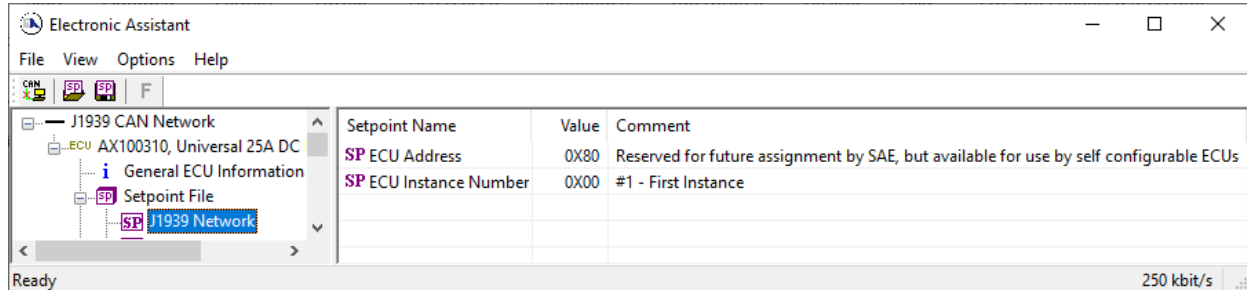 Electronic Assistant
File View Options Help
CAN SP SP F
J1939 CAN Network
ECU AX100310, Universal 25A DC
i General ECU Information
SP Setpoint File
SP J1939 Network
Setpoint Name Value Comment
SP ECU Address 0X80 Reserved for future assignment by SAE, but available for use by self configurable ECUs
SP ECU Instance Number 0X00 #1 - First Instance
Ready 250 kbit/s